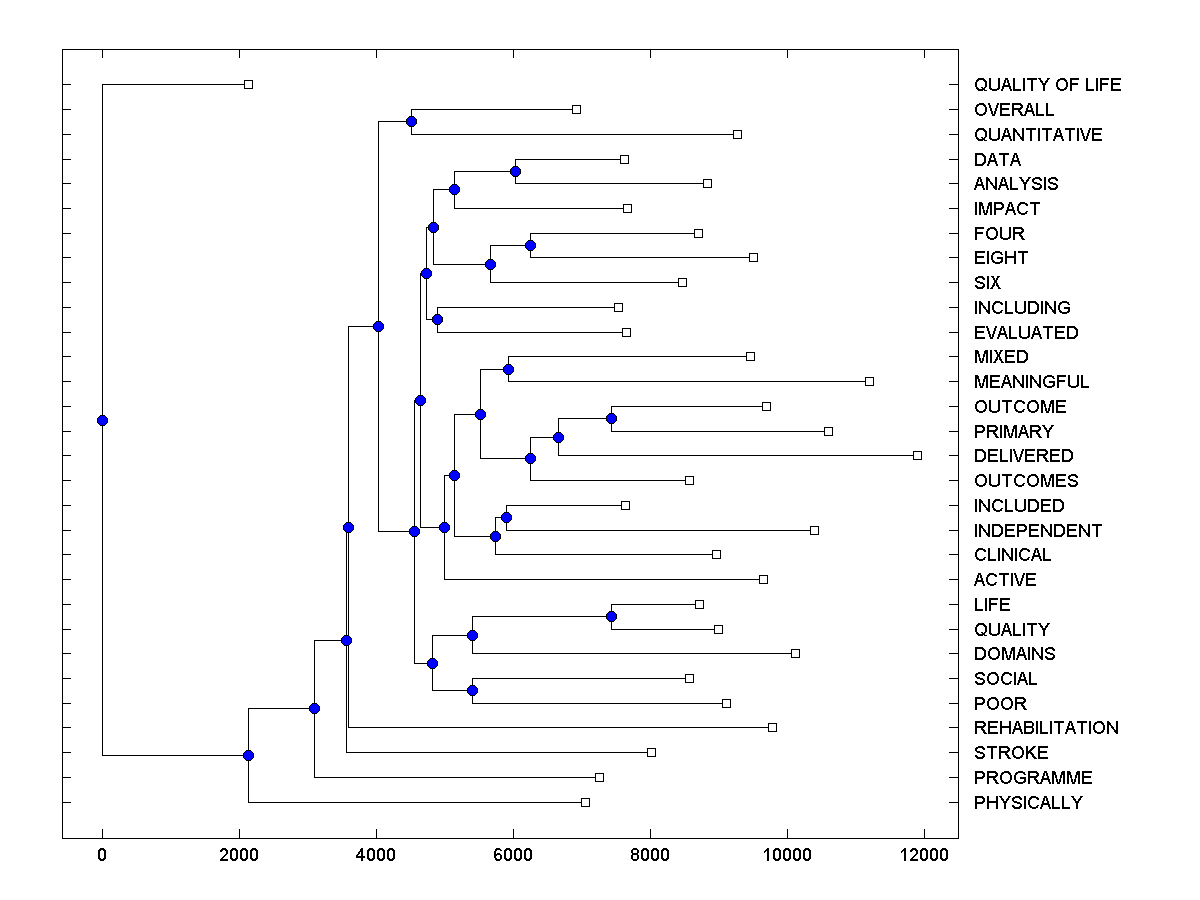 QUALITY OF LIFE
OVERALL
QUANTITATIVE
DATA
ANALYSIS
IMPACT
FOUR
EIGHT
SIX
INCLUDING
EVALUATED
MIXED
MEANINGFUL
OUTCOME
PRIMARY
DELIVERED
OUTCOMES
INCLUDED
INDEPENDENT
CLINICAL
ACTIVE
LIFE
QUALITY
DOMAINS
SOCIAL
POOR
REHABILITATION
STROKE
PROGRAMME
PHYSICALLY
0 2000 4000 6000 8000 10000 12000